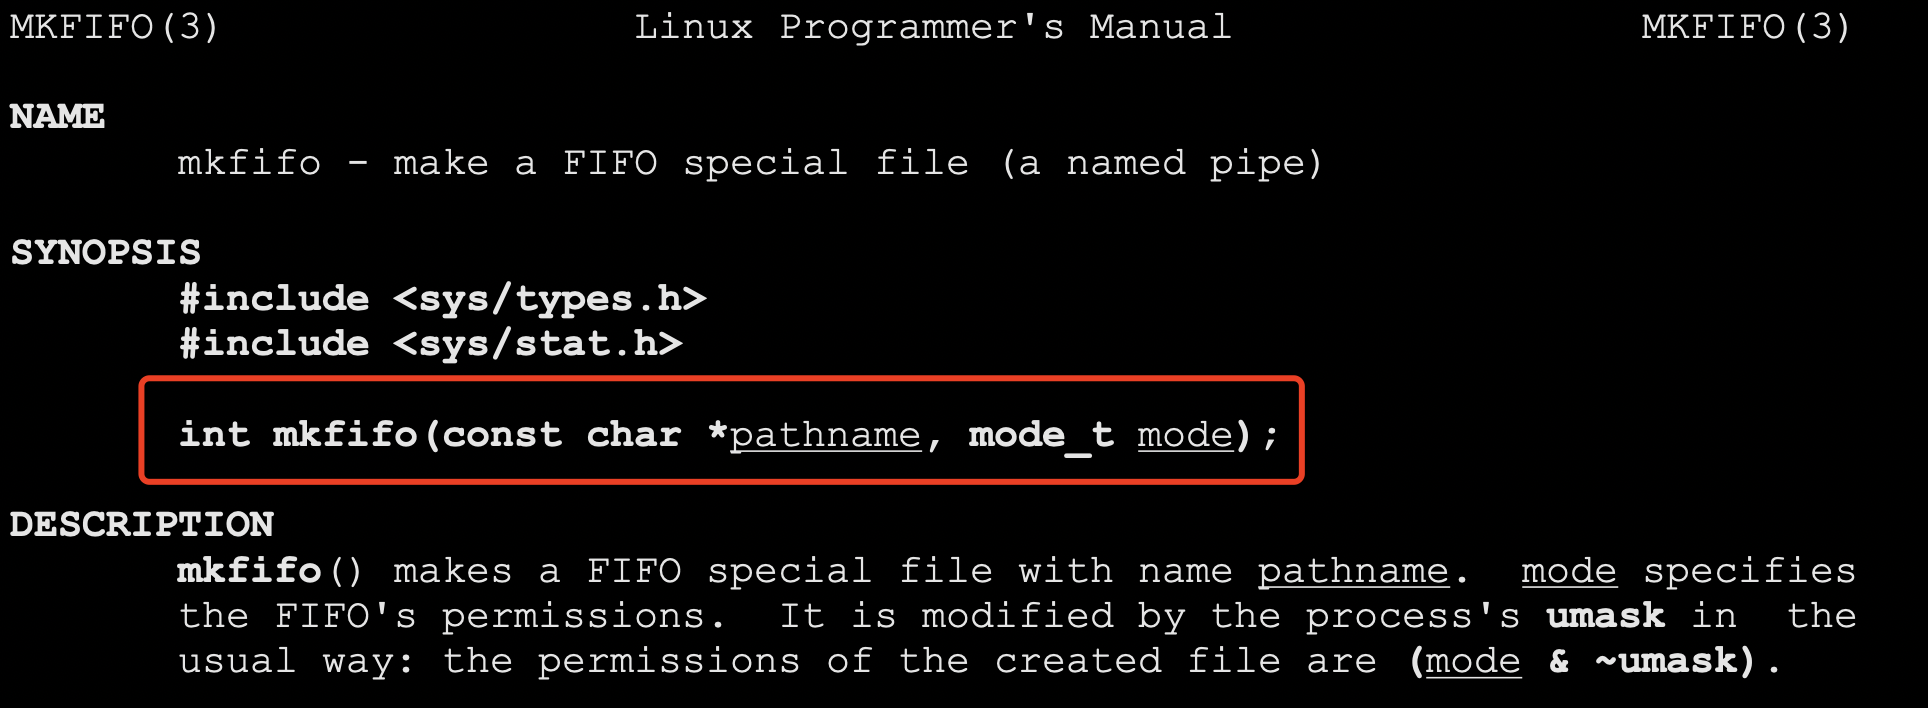 MKFIFO(3) Linux Programmer's Manual MKFIFO(3)
NAME
mkfifo - make a FIFO special file (a named pipe)
SYNOPSIS
#include <sys/types.h>
#include <sys/stat.h>
int mkfifo(const char *pathname, mode_t mode);
DESCRIPTION
mkfifo() makes a FIFO special file with name pathname.  mode specifies
the FIFO's permissions.  It is modified by the process's umask in  the
usual way: the permissions of the created file are (mode & ~umask).